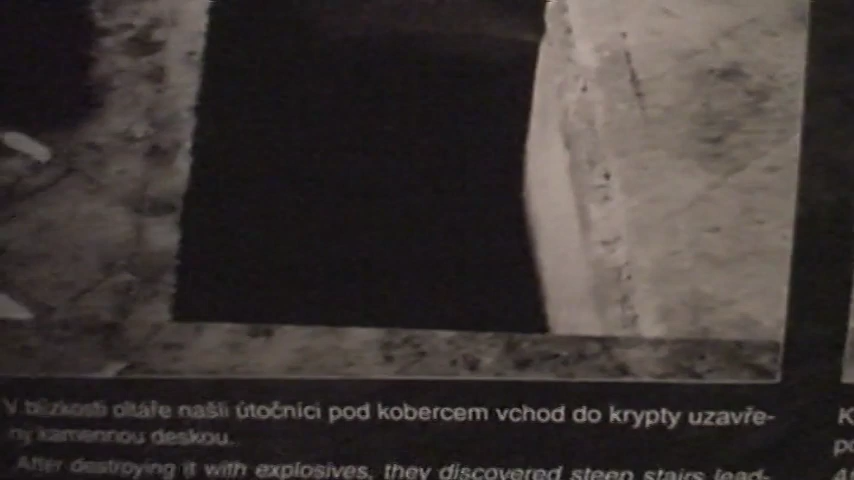 V blízkosti oltáře našli útočníci pod kobercem vchod do krypty uzavře-
ny kamennou deskou.
After destroying it with explosives, they discovered steep stairs lead-
K